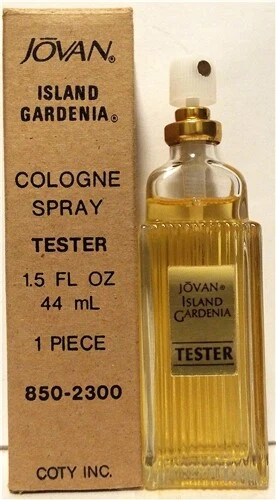 JŌVAN®
ISLAND
GARDENIA®
COLOGNE
SPRAY
TESTER
1.5 FL OZ
44 mL
1 PIECE
850-2300
COTY INC.
JŌVAN®
ISLAND
GARDENIA
TESTER